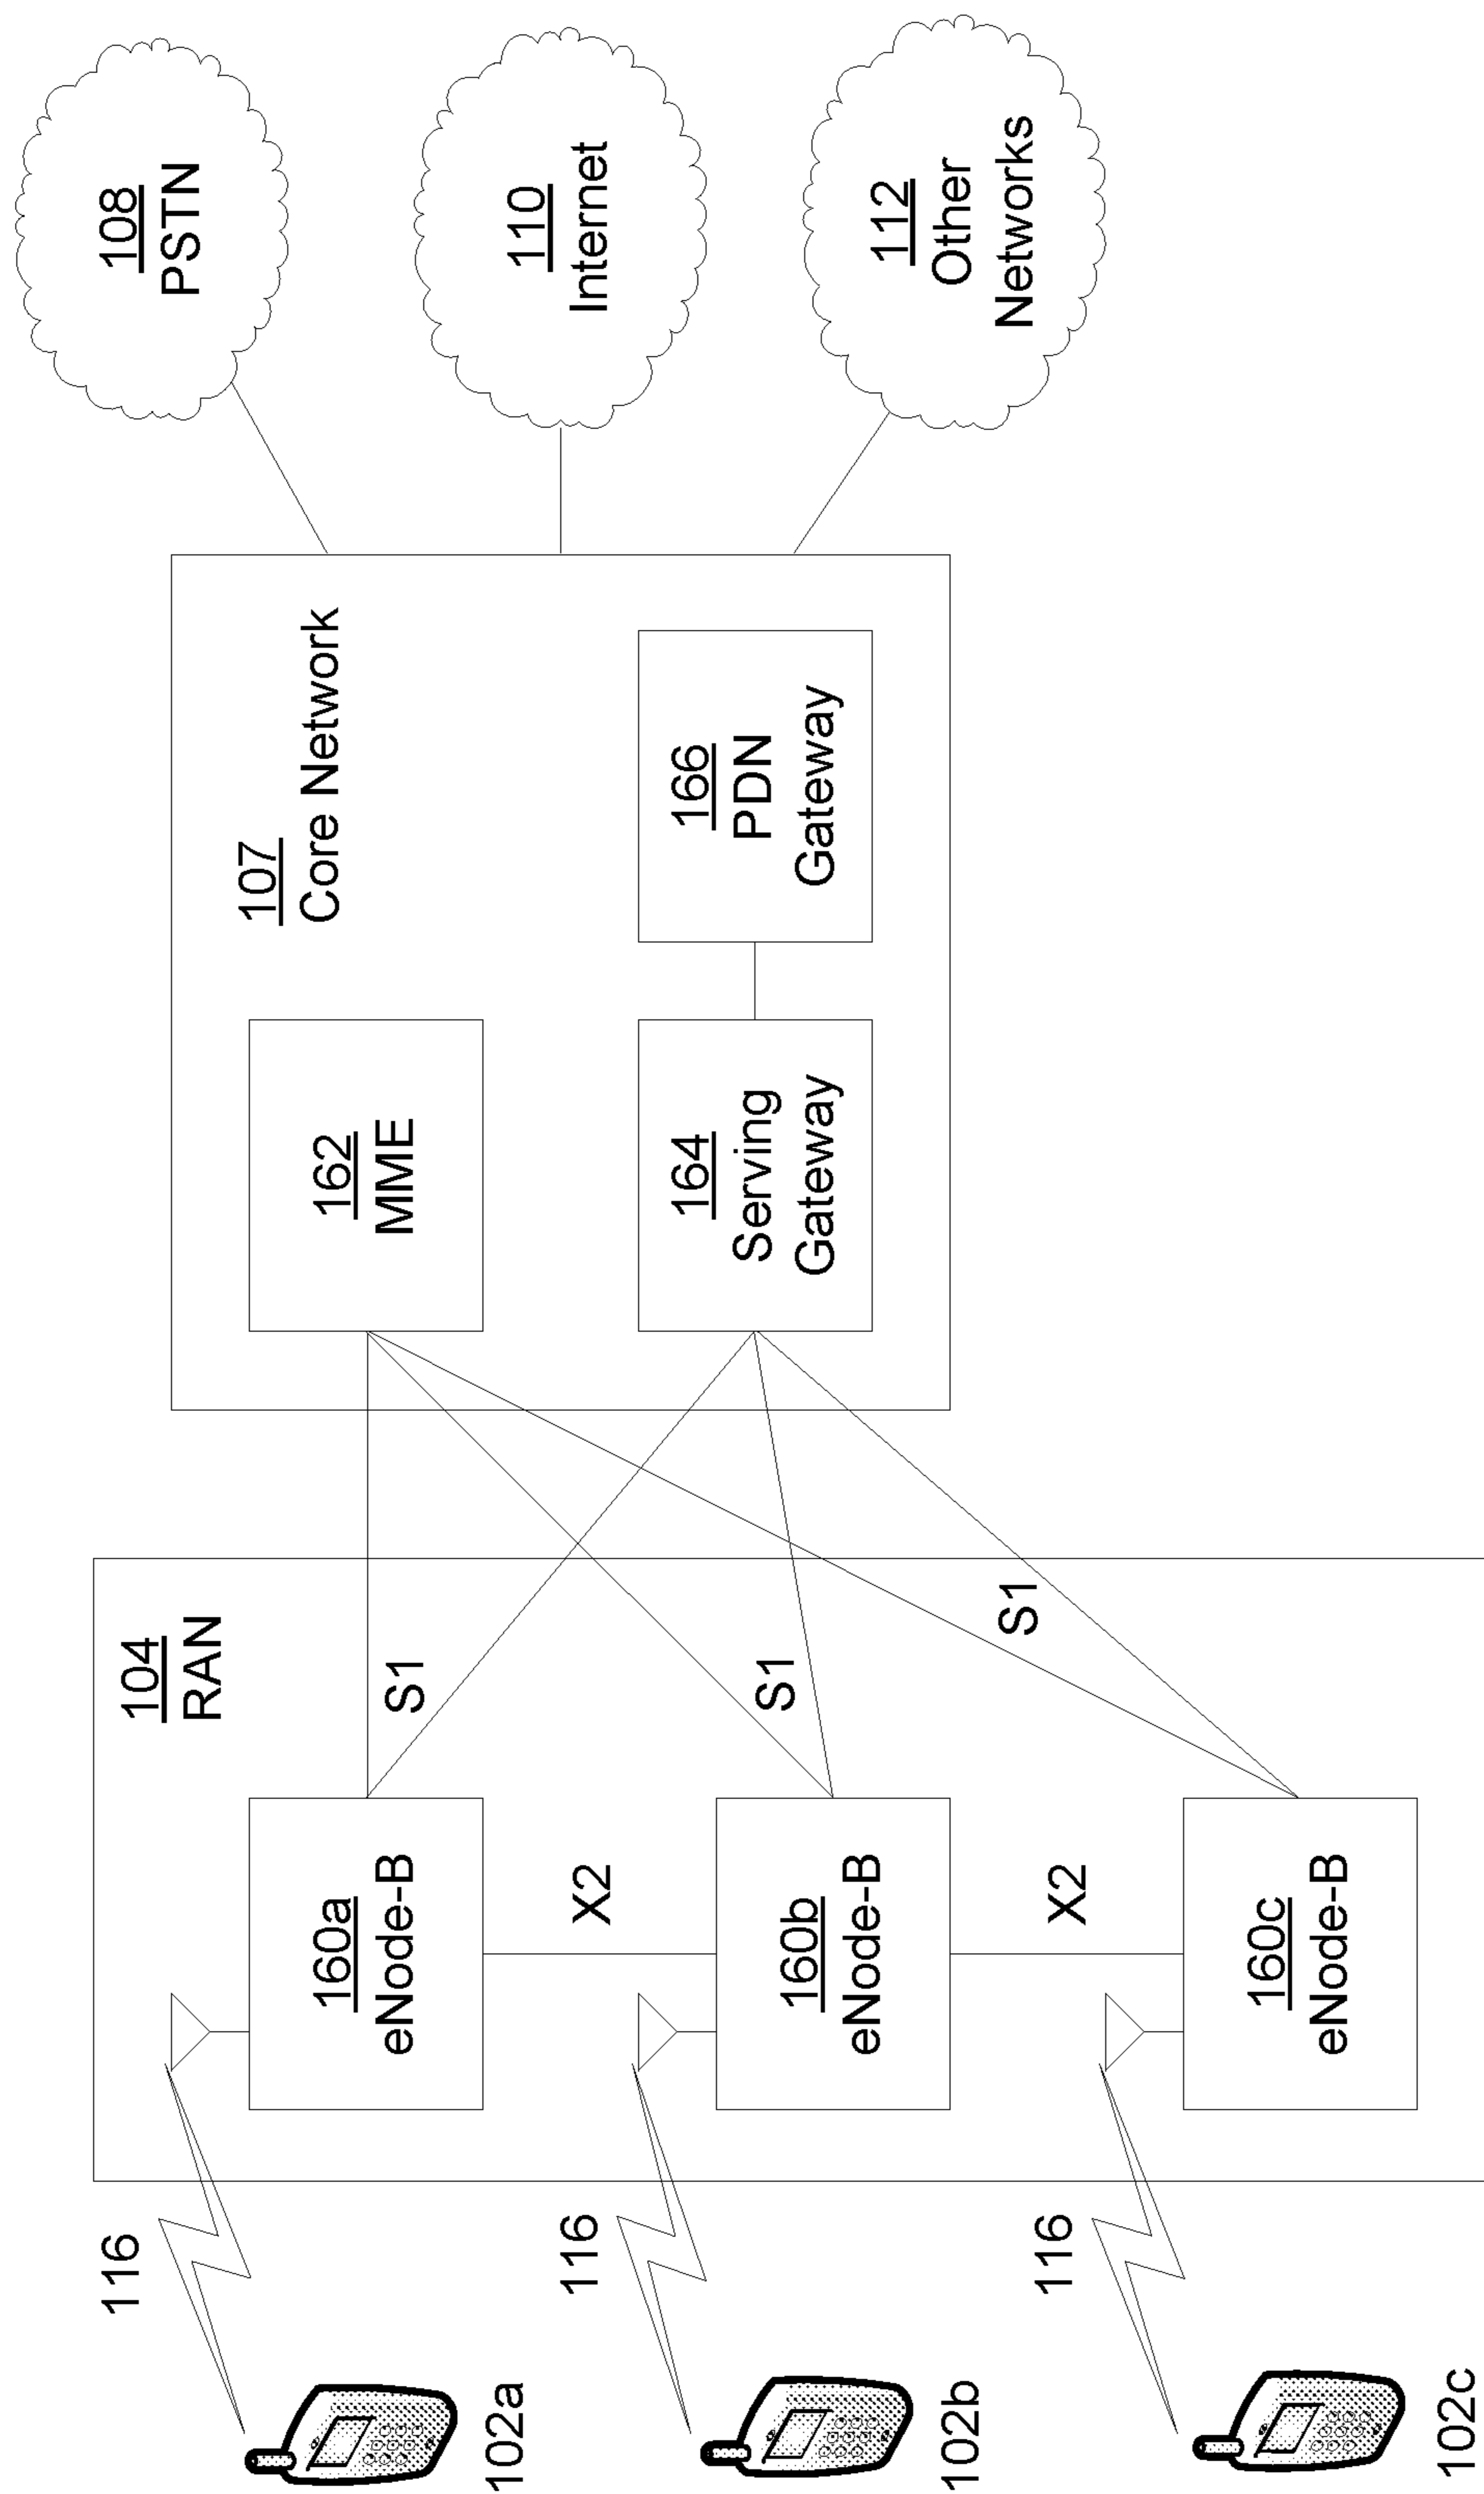 102a
102b
102c
116
116
116
104
RAN
160a
eNode-B
160b
eNode-B
160c
eNode-B
X2
X2
S1
S1
S1
107
Core Network
162
MME
164
Serving
Gateway
166
PDN
Gateway
108
PSTN
110
Internet
112
Other
Networks